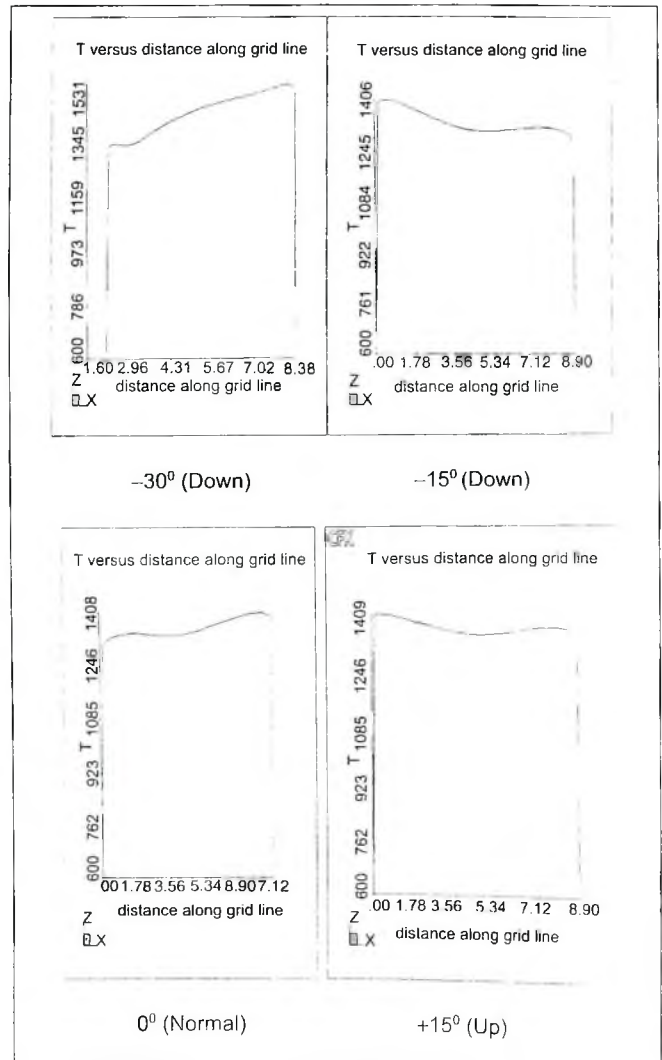 T versus distance along grid line
1531
1345
1159
T
973
786
600
1.60 2.96 4.31 5.67 7.02 8.38
Z
distance along grid line
X
–30⁰ (Down)
T versus distance along grid line
1406
1245
1084
T
922
761
600
.00 1.78 3.56 5.34 7.12 8.90
Z
distance along grid line
X
–15⁰ (Down)
T versus distance along grid line
1408
1246
1085
T
923
762
600
00 1.78 3.56 5.34 8.90 7.12
distance along grid line
Z
X
0⁰ (Normal)
T versus distance along grid line
1409
1246
1085
T
923
762
600
.00 1.78 3.56 5.34 7.12 8.90
Z
distance along grid line
X
+15⁰ (Up)